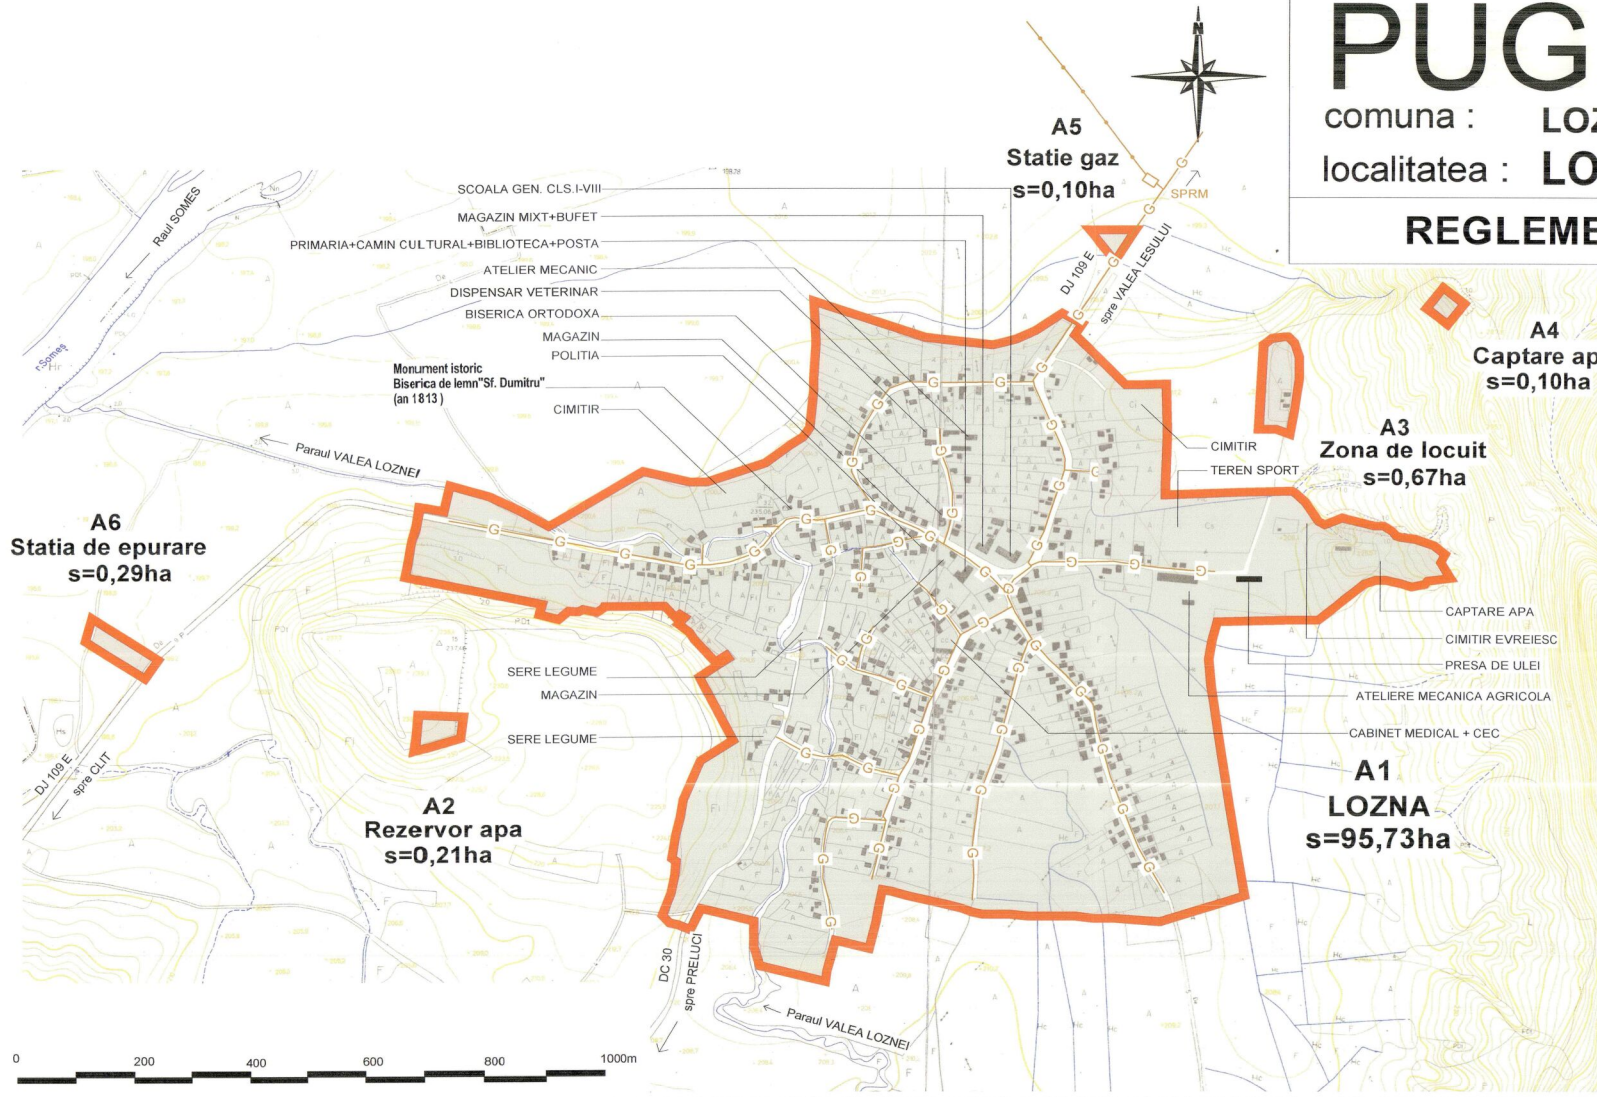 PUG
comuna : LOZ
localitatea : LO
REGLEME
N
A5
Statie gaz
s=0,10ha
SPRM
DJ 109 E
spre VALEA LESULUI
Raul SOMES
r.Somes
SCOALA GEN. CLS.I-VIII
MAGAZIN MIXT+BUFET
PRIMARIA+CAMIN CULTURAL+BIBLIOTECA+POSTA
ATELIER MECANIC
DISPENSAR VETERINAR
BISERICA ORTODOXA
MAGAZIN
POLITIA
Monument istoric
Biserica de lemn"Sf. Dumitru"
(an 1813 )
CIMITIR
Paraul VALEA LOZNEI
A4
Captare ap
s=0,10ha
A3
Zona de locuit
s=0,67ha
CIMITIR
TEREN SPORT
A6
Statia de epurare
s=0,29ha
CAPTARE APA
CIMITIR EVREIESC
PRESA DE ULEI
ATELIERE MECANICA AGRICOLA
CABINET MEDICAL + CEC
SERE LEGUME
MAGAZIN
SERE LEGUME
DJ 109 E
spre CLIT
A2
Rezervor apa
s=0,21ha
A1
LOZNA
s=95,73ha
DC 30
spre PRELUCI
Paraul VALEA LOZNEI
0 200 400 600 800 1000m